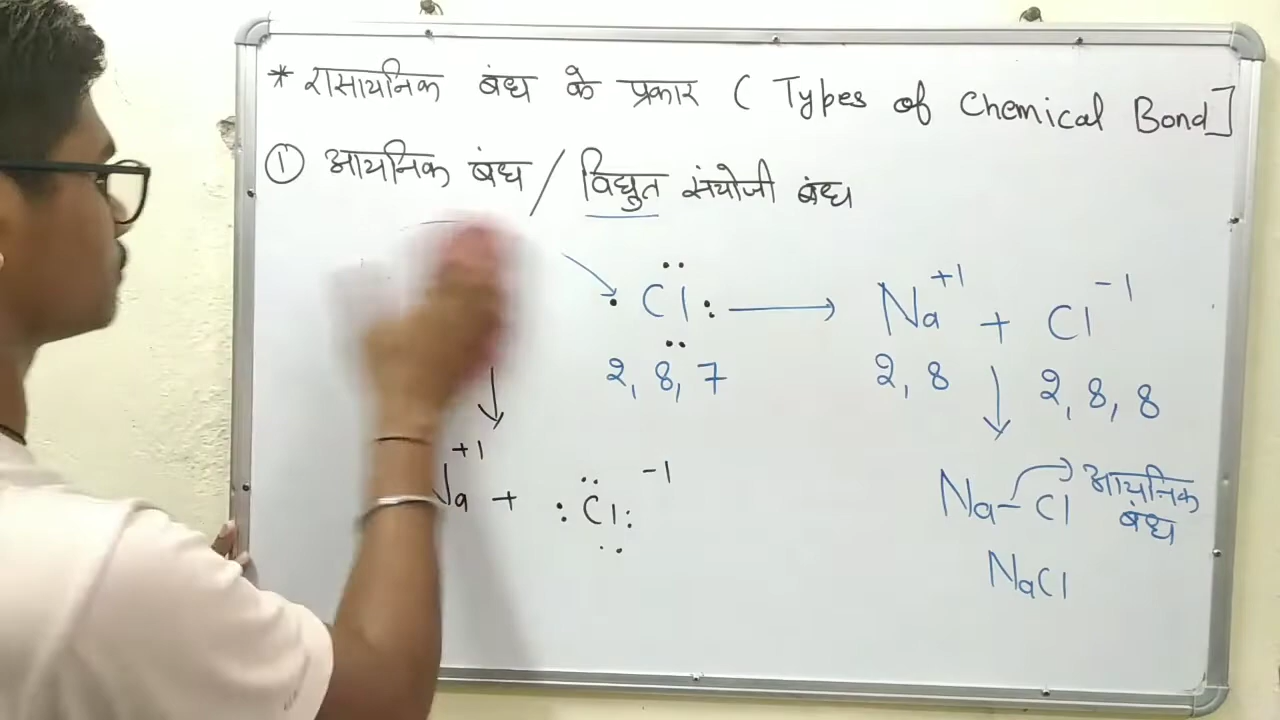 * रासायनिक बंध के प्रकार ( Types of Chemical Bond ]
① आयनिक बंध / विद्युत संयोजी बंध
Cl → Na+1 + Cl-1
2, 8, 7 2, 8 2, 8, 8
Na+1 + Cl-1
Na-Cl आयनिक बंध
NaCl